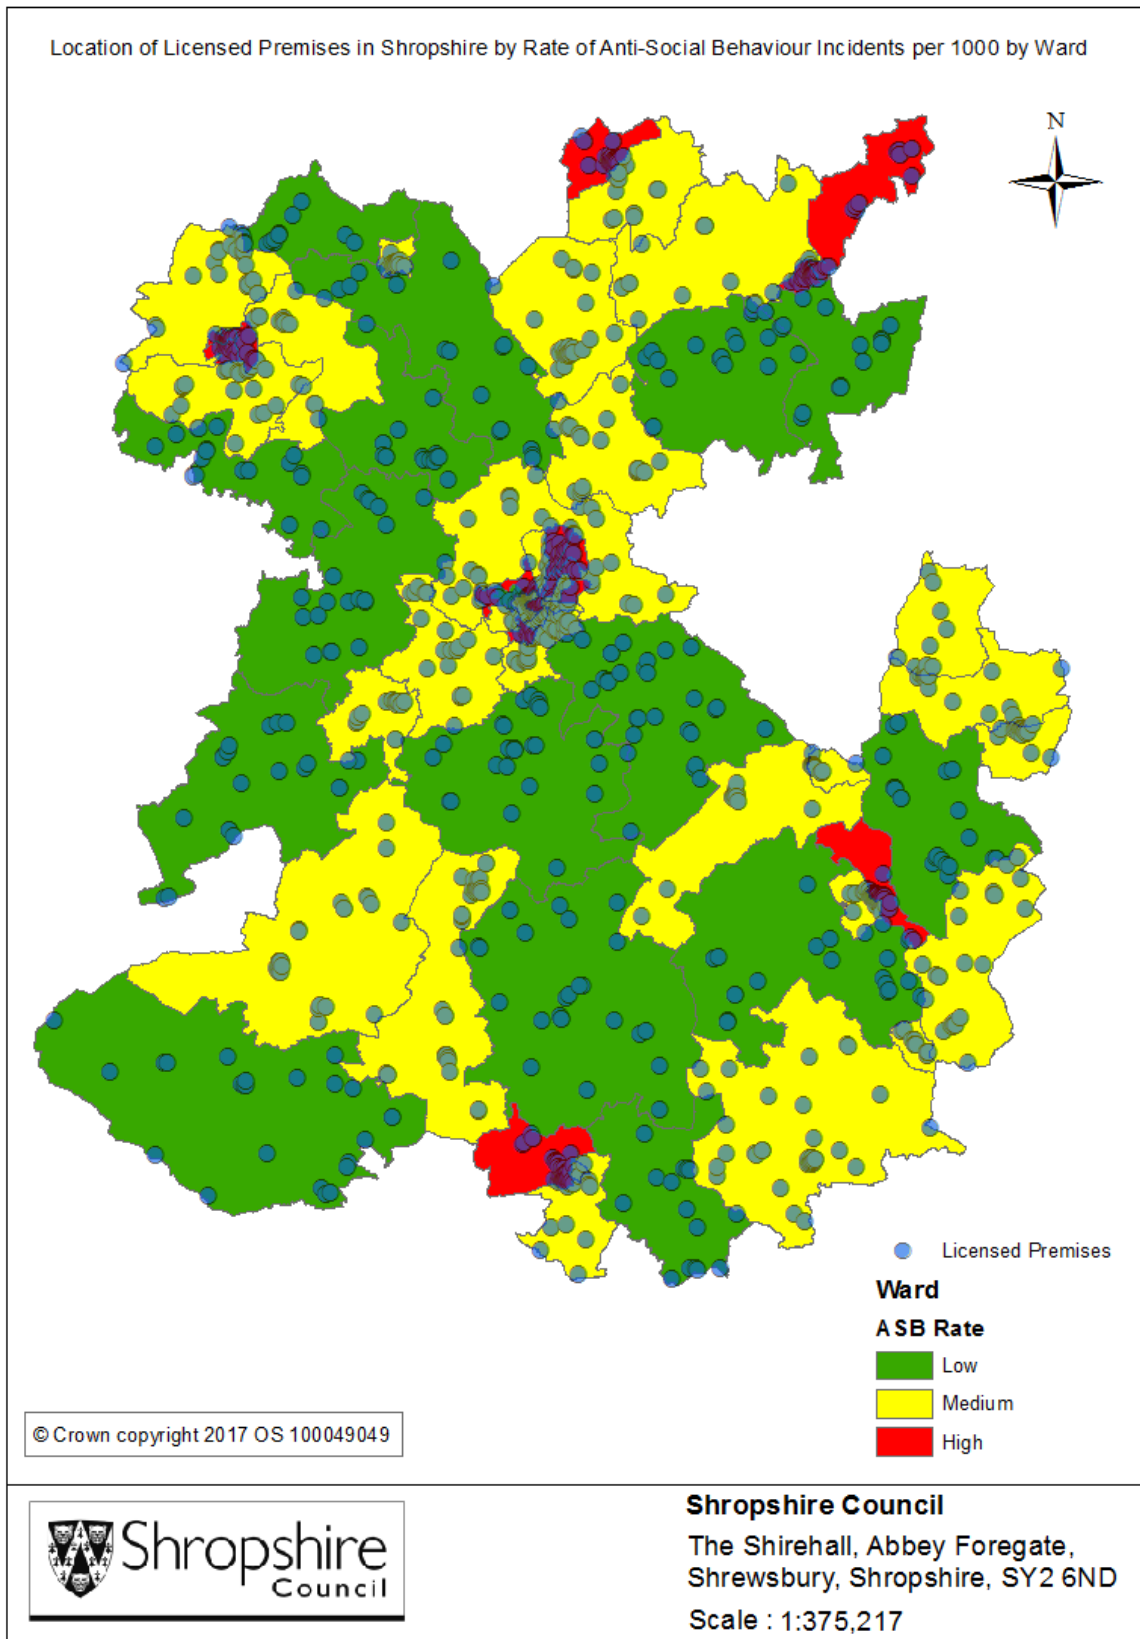 Location of Licensed Premises in Shropshire by Rate of Anti-Social Behaviour Incidents per 1000 by Ward
N
Licensed Premises
Ward
ASB Rate
Low
Medium
High
© Crown copyright 2017 OS 100049049
Shropshire
Council
Shropshire Council
The Shirehall, Abbey Foregate,
Shrewsbury, Shropshire, SY2 6ND
Scale : 1:375,217